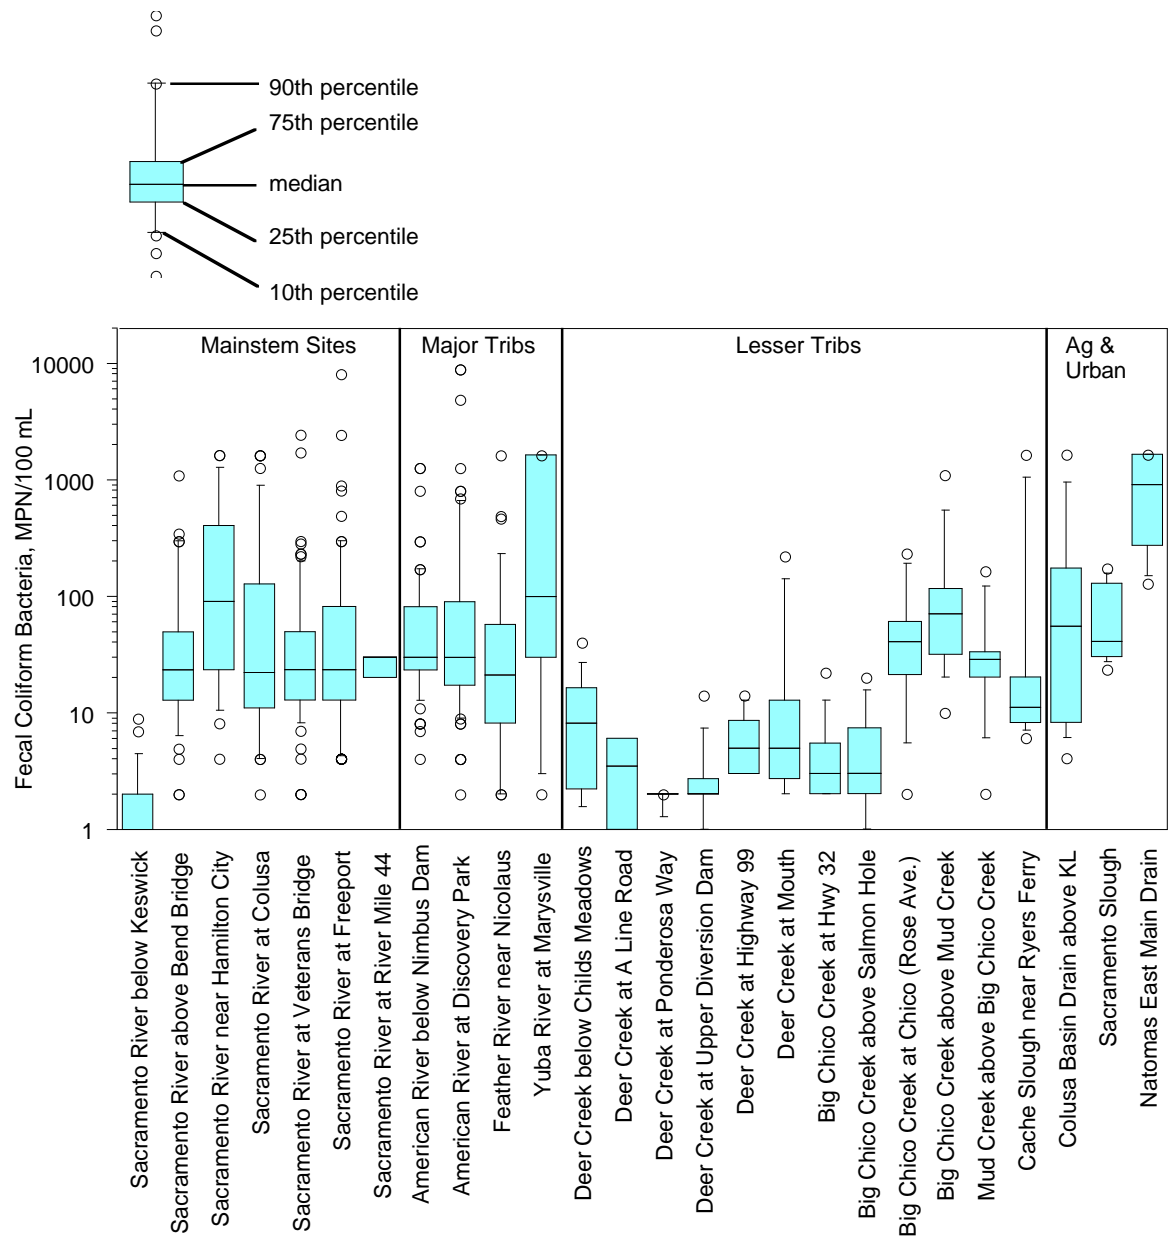 90th percentile
75th percentile
median
25th percentile
10th percentile
Mainstem Sites
Major Tribs
Lesser Tribs
Ag &
Urban
Fecal Coliform Bacteria, MPN/100 mL
10000
1000
100
10
1
Sacramento River below Keswick
Sacramento River above Bend Bridge
Sacramento River near Hamilton City
Sacramento River at Colusa
Sacramento River at Veterans Bridge
Sacramento River at Freeport
Sacramento River at River Mile 44
American River below Nimbus Dam
American River at Discovery Park
Feather River near Nicolaus
Yuba River at Marysville
Deer Creek below Childs Meadows
Deer Creek at A Line Road
Deer Creek at Ponderosa Way
Deer Creek at Upper Diversion Dam
Deer Creek at Highway 99
Deer Creek at Mouth
Big Chico Creek at Hwy 32
Big Chico Creek above Salmon Hole
Big Chico Creek at Chico (Rose Ave.)
Big Chico Creek above Mud Creek
Mud Creek above Big Chico Creek
Cache Slough near Ryers Ferry
Colusa Basin Drain above KL
Sacramento Slough
Natomas East Main Drain